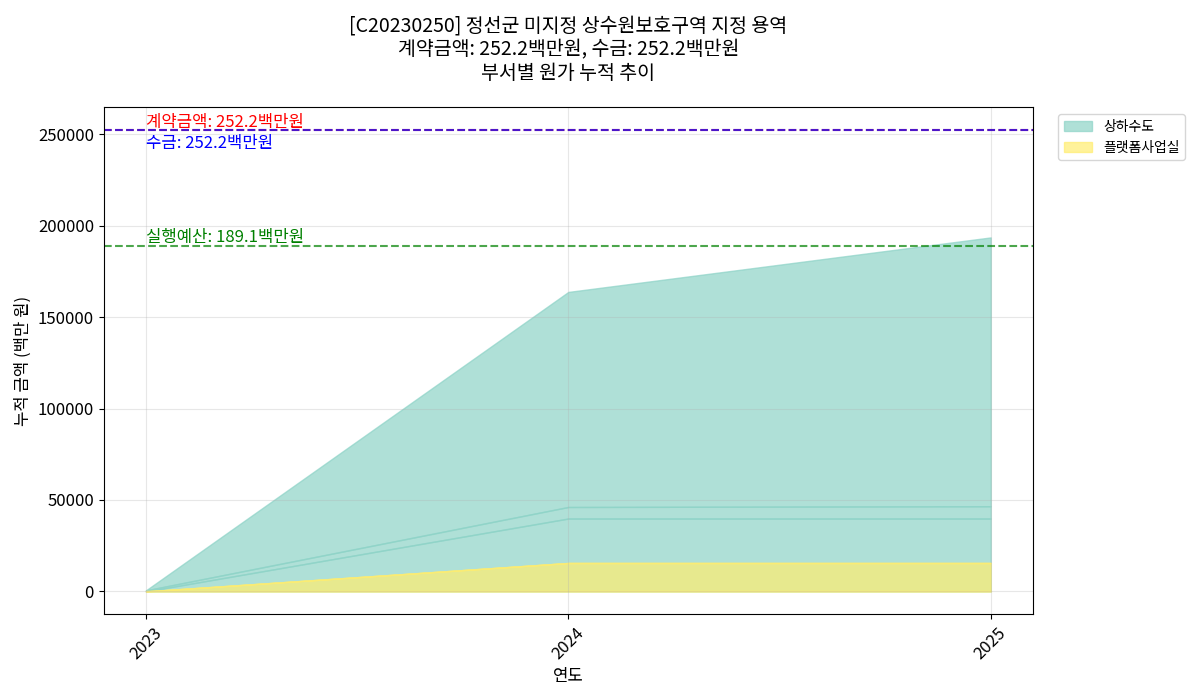 [C20230250] 정선군 미지정 상수원보호구역 지정 용역
계약금액: 252.2백만원, 수금: 252.2백만원
부서별 원가 누적 추이
계약금액: 252.2백만원
수금: 252.2백만원
실행예산: 189.1백만원
상하수도
플랫폼사업실
누적 금액 (백만 원)
250000
200000
150000
100000
50000
0
2023
2024
2025
연도